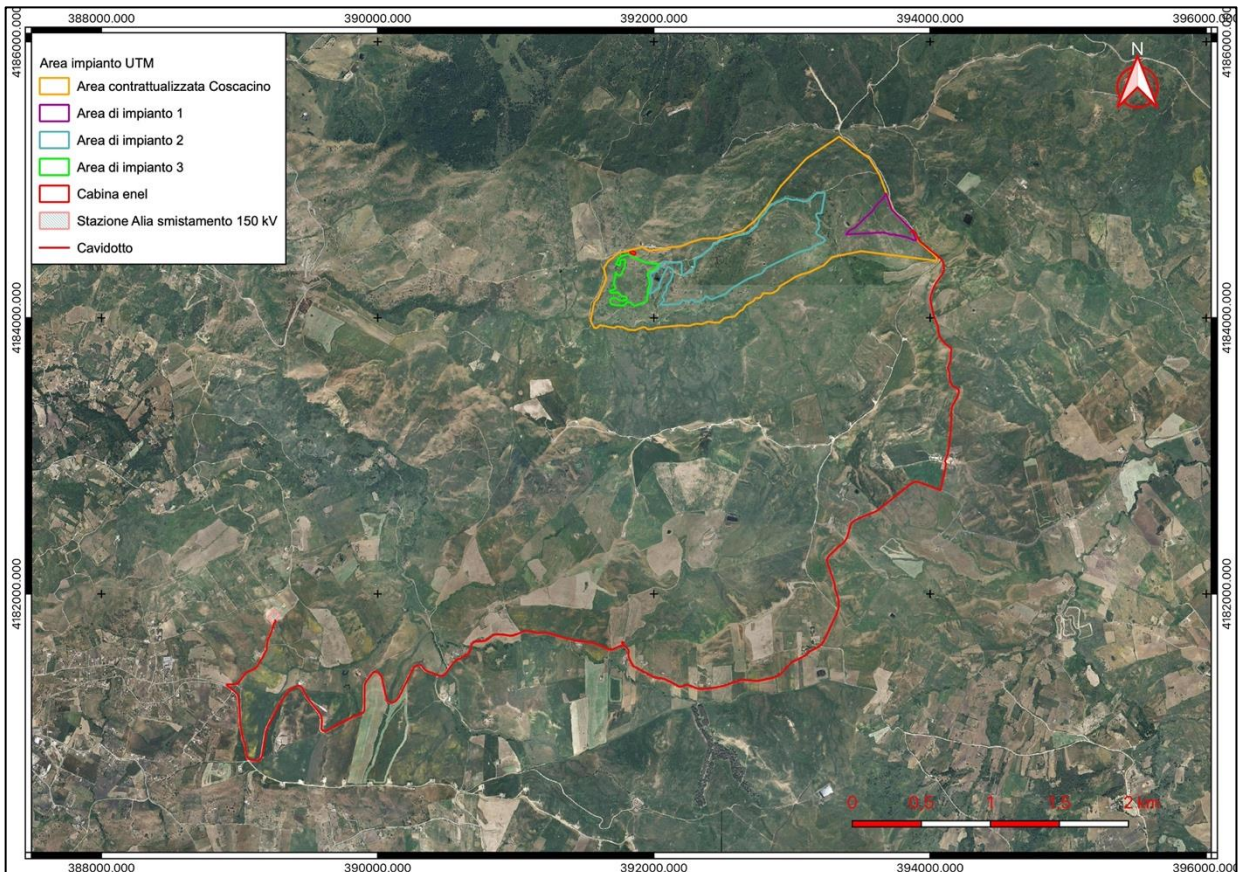 388000.000 390000.000 392000.000 394000.000 396000.000
4186000.000 4186000.000
N
Area impianto UTM
Area contrattualizzata Coscacino
Area di impianto 1
Area di impianto 2
Area di impianto 3
Cabina enel
Stazione Alia smistamento 150 kV
Cavidotto
4184000.000 4184000.000
4182000.000 4182000.000
0 0,5 1 1,5 2 km
388000.000 390000.000 392000.000 394000.000 396000.000